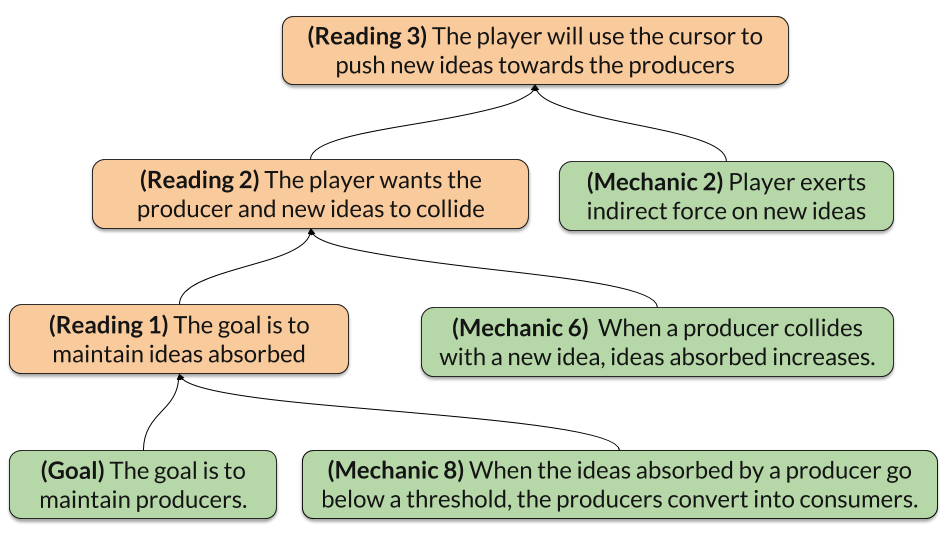 (Reading 3) The player will use the cursor to
push new ideas towards the producers
(Reading 2) The player wants the
producer and new ideas to collide
(Mechanic 2) Player exerts
indirect force on new ideas
(Reading 1) The goal is to
maintain ideas absorbed
(Mechanic 6) When a producer collides
with a new idea, ideas absorbed increases.
(Goal) The goal is to
maintain producers.
(Mechanic 8) When the ideas absorbed by a producer go
below a threshold, the producers convert into consumers.